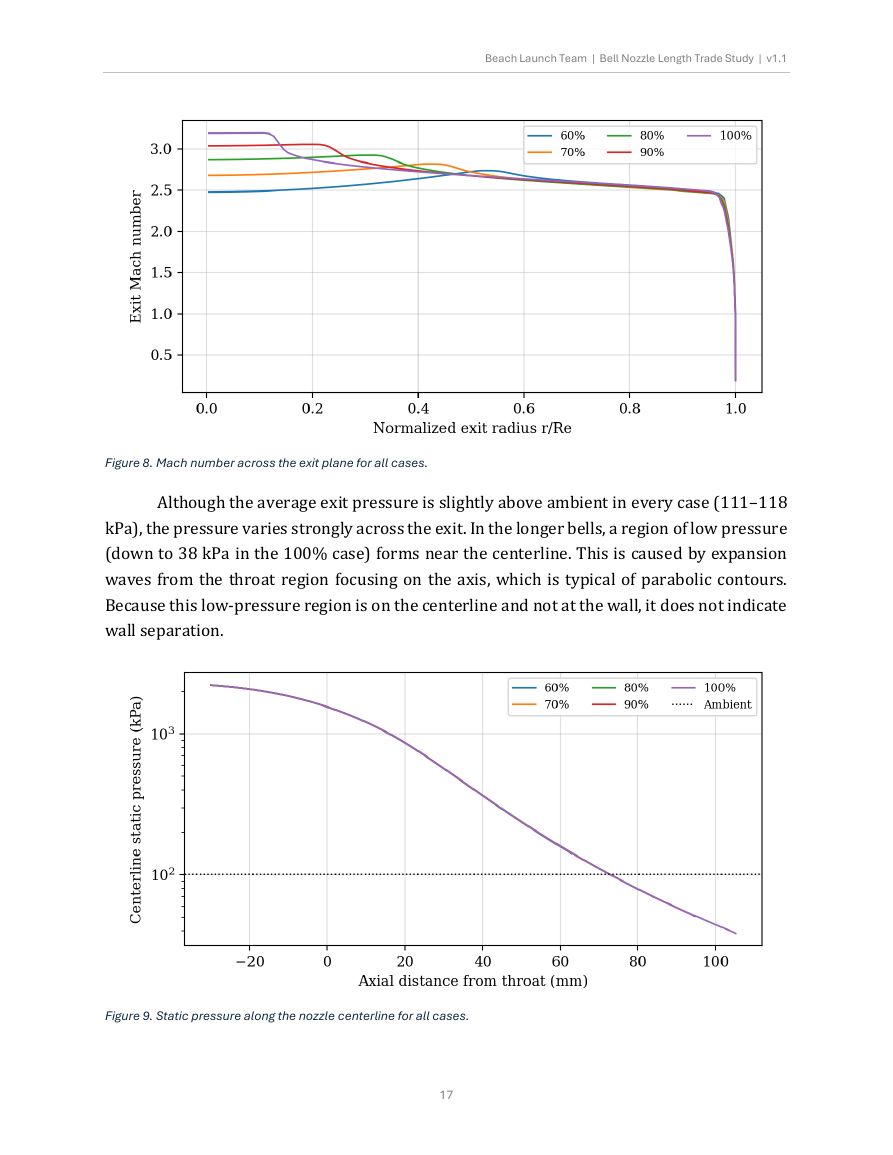 Beach Launch Team | Bell Nozzle Length Trade Study | v1.1
60% 80% 100%
70% 90%
3.0
2.5
2.0
1.5
1.0
0.5
Exit Mach number
0.0 0.2 0.4 0.6 0.8 1.0
Normalized exit radius r/Re
Figure 8. Mach number across the exit plane for all cases.
Although the average exit pressure is slightly above ambient in every case (111–118
kPa), the pressure varies strongly across the exit. In the longer bells, a region of low pressure
(down to 38 kPa in the 100% case) forms near the centerline. This is caused by expansion
waves from the throat region focusing on the axis, which is typical of parabolic contours.
Because this low-pressure region is on the centerline and not at the wall, it does not indicate
wall separation.
60% 80% 100%
70% 90% Ambient
10³
10²
Centerline static pressure (kPa)
−20 0 20 40 60 80 100
Axial distance from throat (mm)
Figure 9. Static pressure along the nozzle centerline for all cases.
17